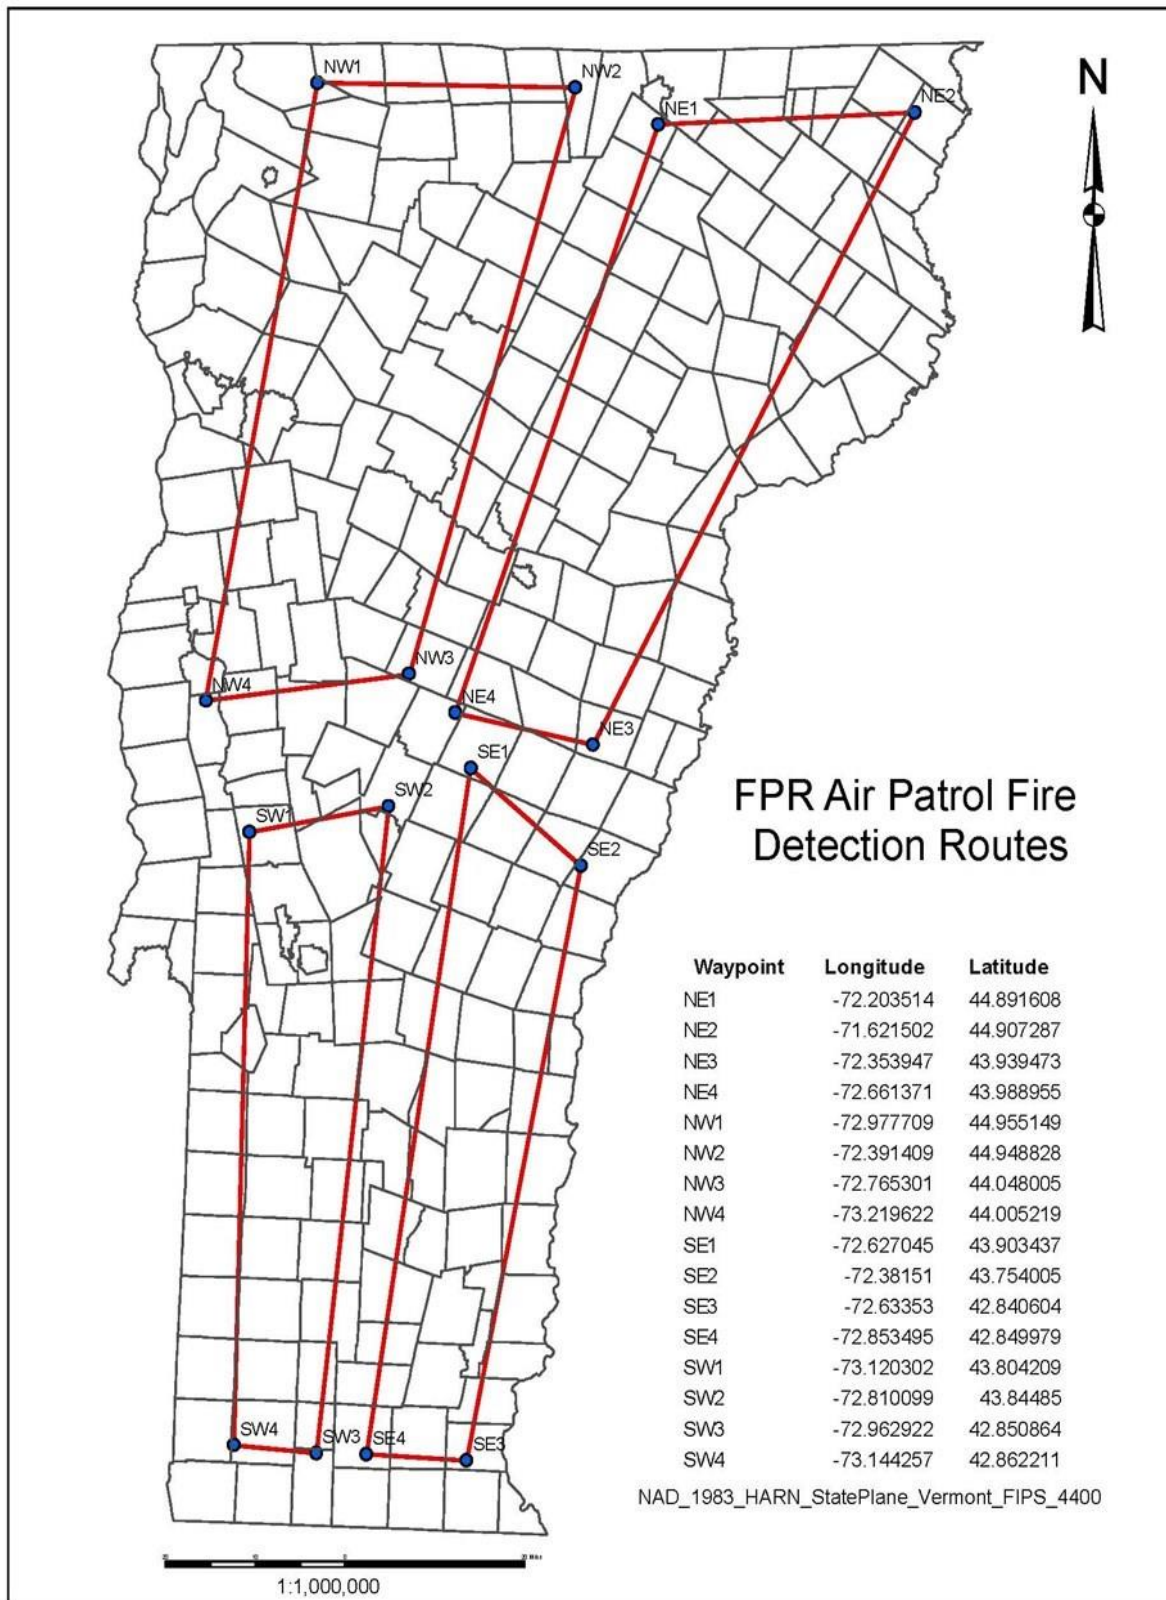 NW1
NW2
NE1
NE2
N
NW3
NW4
NE4
NE3
SE1
SW2
SW1
SE2
FPR Air Patrol Fire
Detection Routes
Waypoint Longitude Latitude
NE1 -72.203514 44.891608
NE2 -71.621502 44.907287
NE3 -72.353947 43.939473
NE4 -72.661371 43.988955
NW1 -72.977709 44.955149
NW2 -72.391409 44.948828
NW3 -72.765301 44.048005
NW4 -73.219622 44.005219
SE1 -72.627045 43.903437
SE2 -72.38151 43.754005
SE3 -72.63353 42.840604
SE4 -72.853495 42.849979
SW1 -73.120302 43.804209
SW2 -72.810099 43.84485
SW3 -72.962922 42.850864
SW4 -73.144257 42.862211
SW4
SW3
SE4
SE3
NAD_1983_HARN_StatePlane_Vermont_FIPS_4400
1:1,000,000